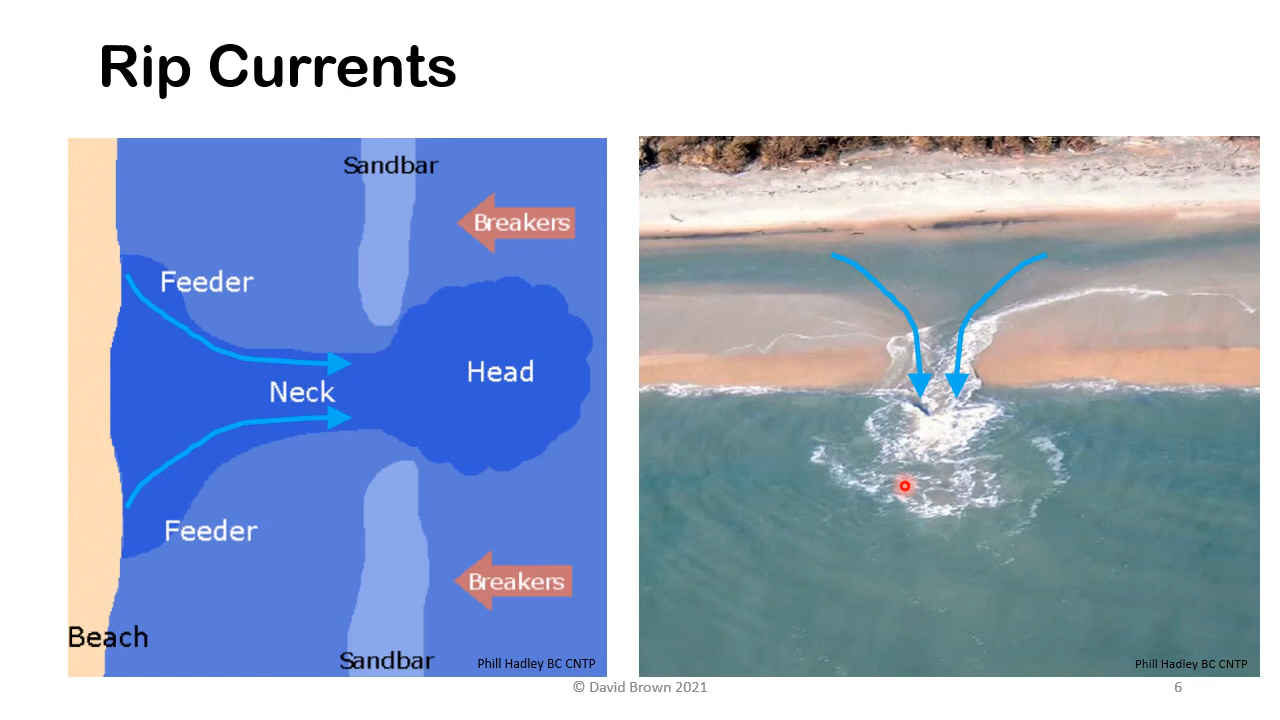 Rip Currents
Sandbar
Breakers
Feeder
Head
Neck
Feeder
Breakers
Beach
Sandbar
Phill Hadley BC CNTP
Phill Hadley BC CNTP
© David Brown 2021
6